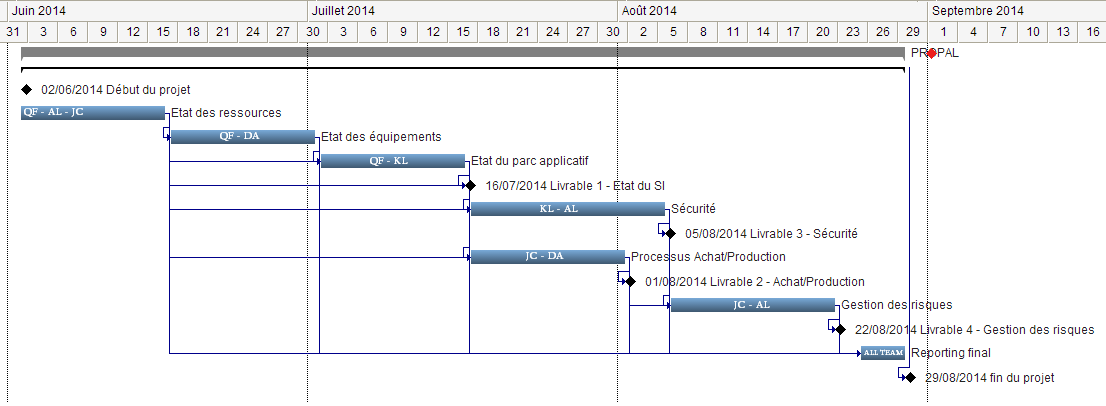 Juin 2014 Juillet 2014 Août 2014 Septembre 2014
31 3 6 9 12 15 18 21 24 27 30 3 6 9 12 15 18 21 24 27 30 2 5 8 11 14 17 20 23 26 29 1 4 7 10 13 16
PROPAL
02/06/2014 Début du projet
QF - AL - JC Etat des ressources
QF - DA Etat des équipements
QF - KL Etat du parc applicatif
16/07/2014 Livrable 1 - Etat du SI
KL - AL Sécurité
05/08/2014 Livrable 3 - Sécurité
JC - DA Processus Achat/Production
01/08/2014 Livrable 2 - Achat/Production
JC - AL Gestion des risques
22/08/2014 Livrable 4 - Gestion des risques
ALL TEAM Reporting final
29/08/2014 fin du projet